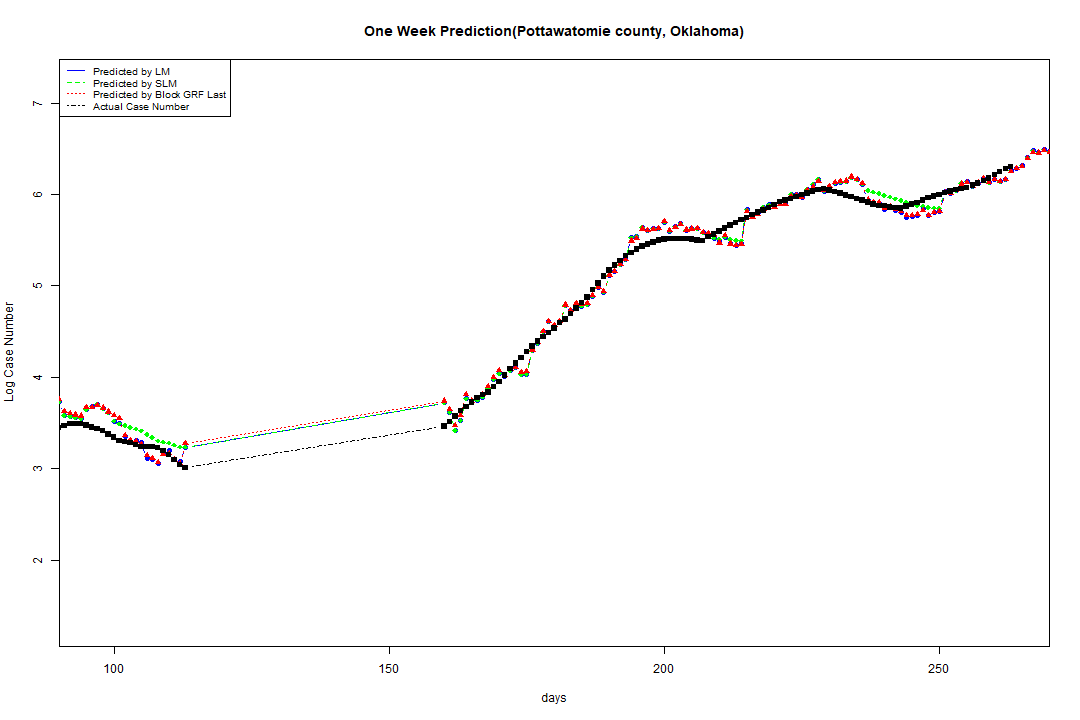 One Week Prediction(Pottawatomie county, Oklahoma)
Predicted by LM
Predicted by SLM
Predicted by Block GRF Last
Actual Case Number
Log Case Number
7
6
5
4
3
2
100
150
200
250
days